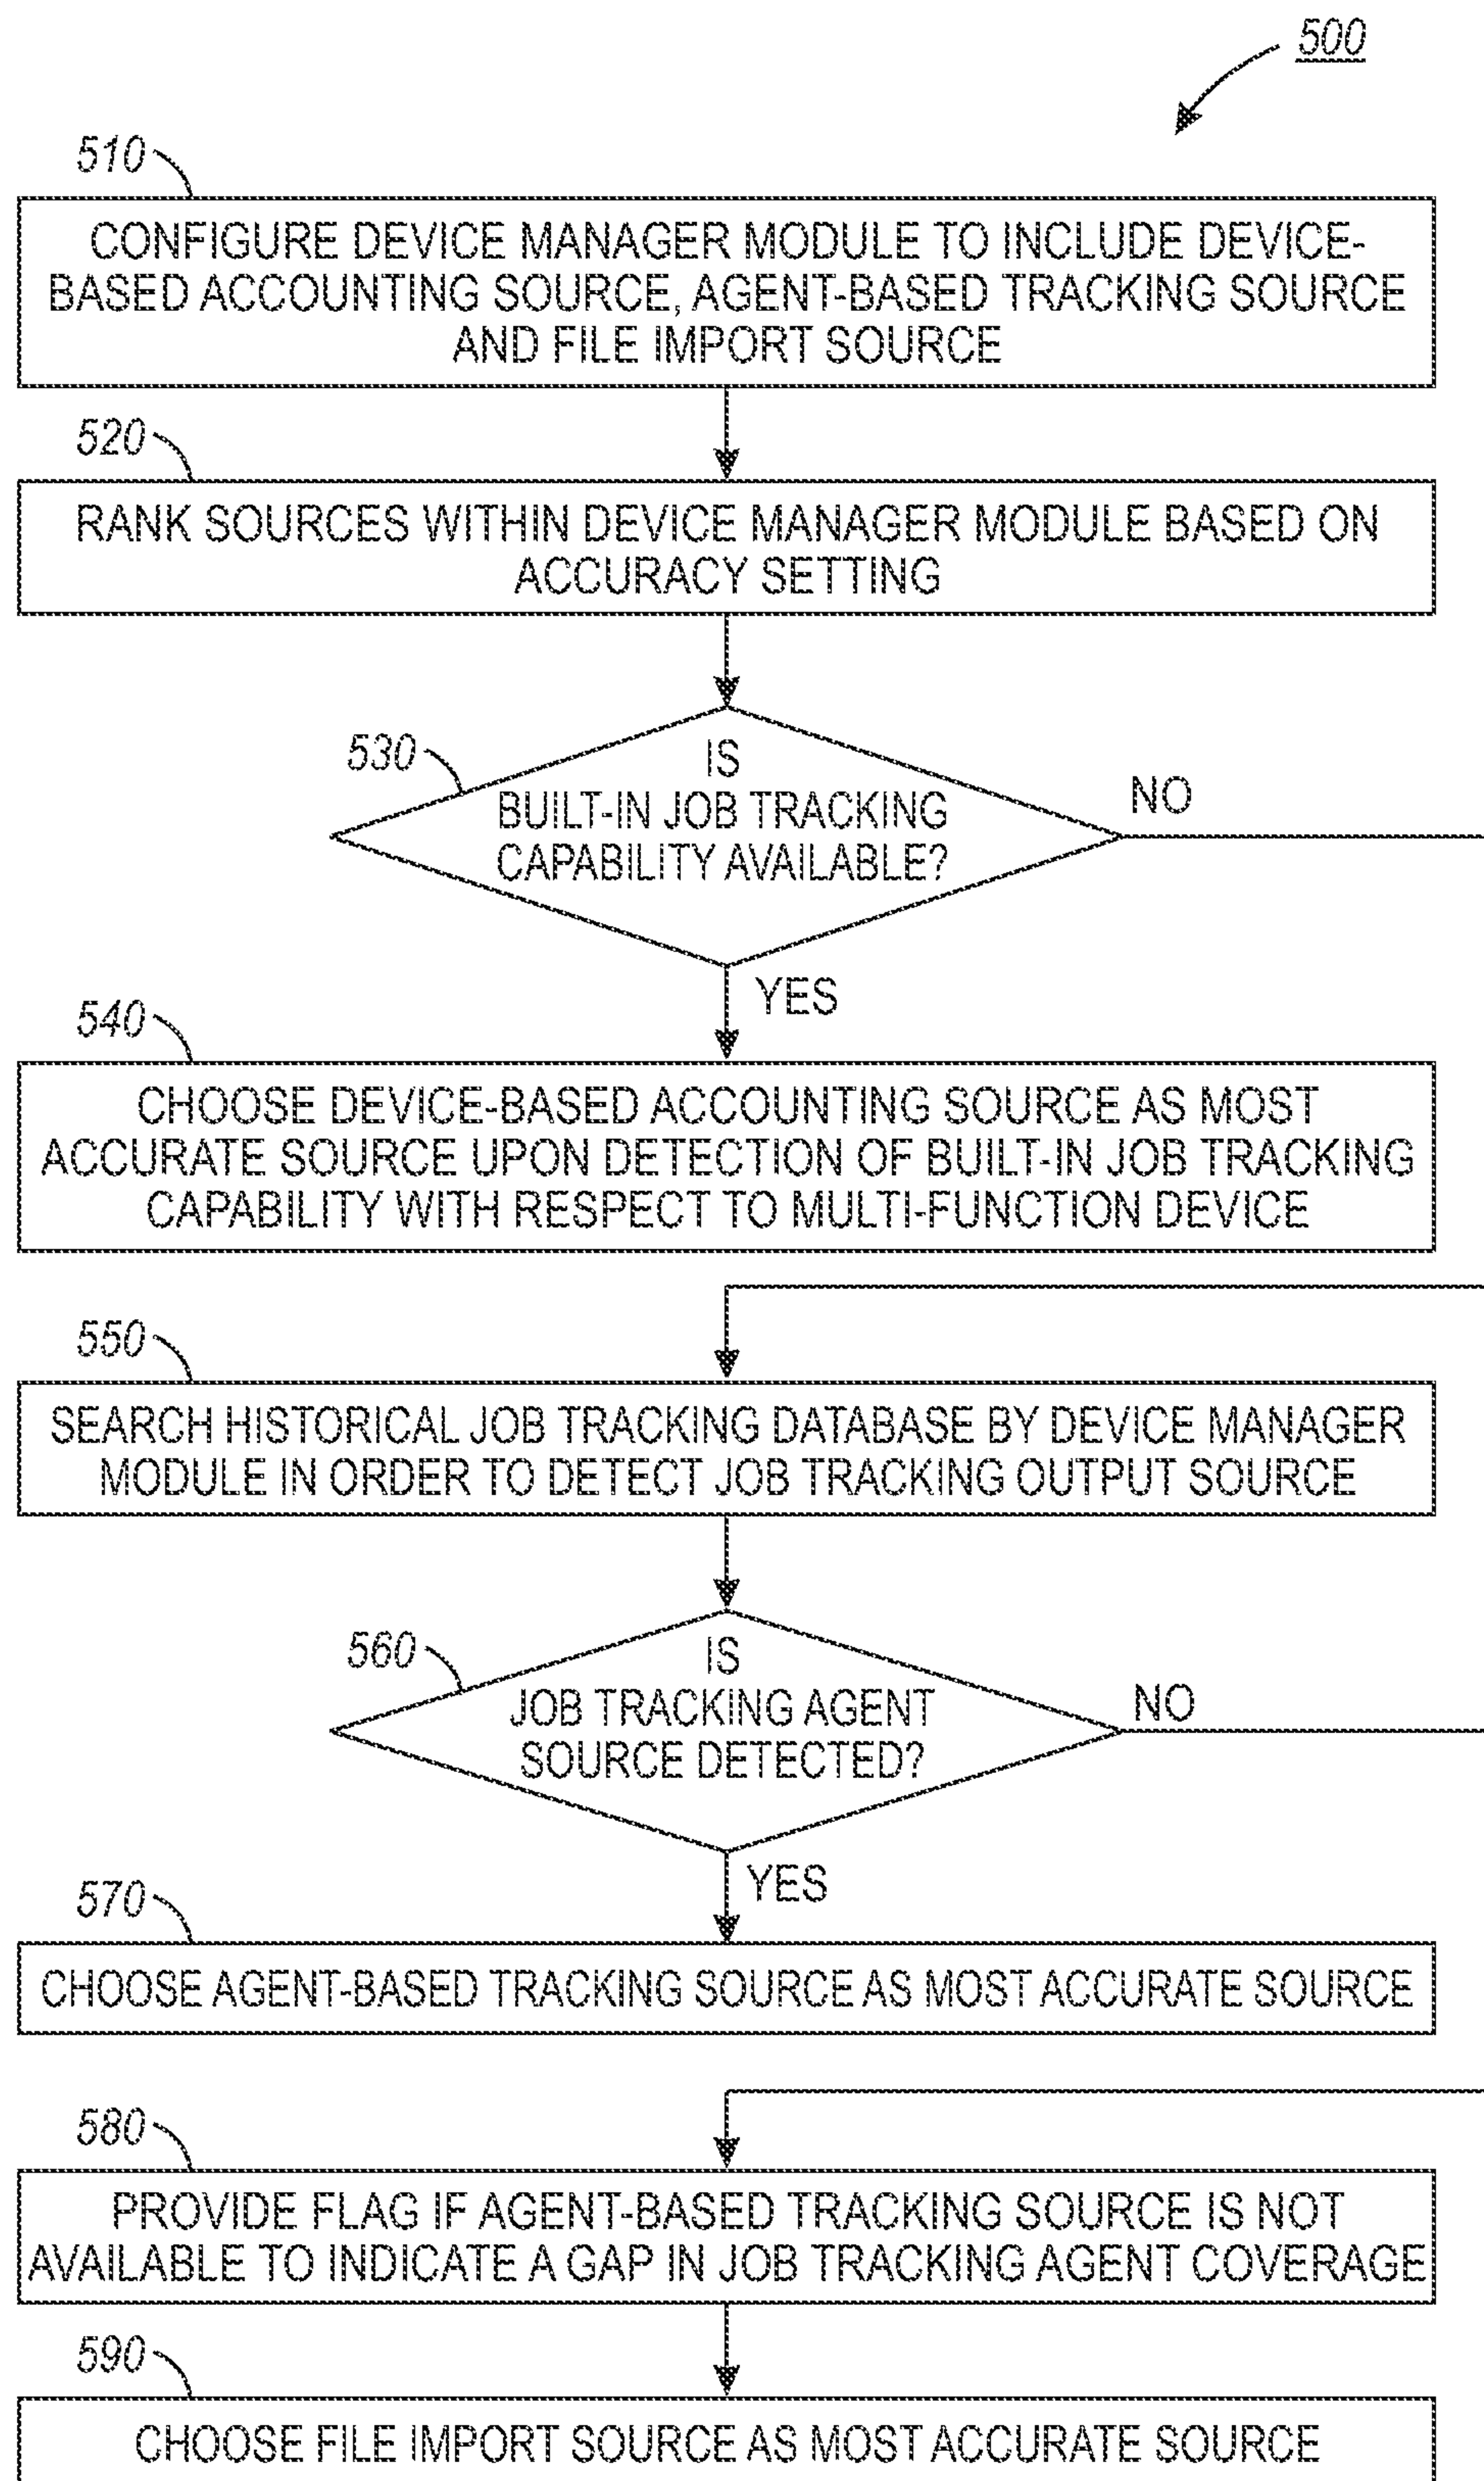 500
510
CONFIGURE DEVICE MANAGER MODULE TO INCLUDE DEVICE-
BASED ACCOUNTING SOURCE, AGENT-BASED TRACKING SOURCE
AND FILE IMPORT SOURCE
520
RANK SOURCES WITHIN DEVICE MANAGER MODULE BASED ON
ACCURACY SETTING
530
IS
BUILT-IN JOB TRACKING
CAPABILITY AVAILABLE?
NO
YES
540
CHOOSE DEVICE-BASED ACCOUNTING SOURCE AS MOST
ACCURATE SOURCE UPON DETECTION OF BUILT-IN JOB TRACKING
CAPABILITY WITH RESPECT TO MULTI-FUNCTION DEVICE
550
SEARCH HISTORICAL JOB TRACKING DATABASE BY DEVICE MANAGER
MODULE IN ORDER TO DETECT JOB TRACKING OUTPUT SOURCE
560
IS
JOB TRACKING AGENT
SOURCE DETECTED?
NO
YES
570
CHOOSE AGENT-BASED TRACKING SOURCE AS MOST ACCURATE SOURCE
580
PROVIDE FLAG IF AGENT-BASED TRACKING SOURCE IS NOT
AVAILABLE TO INDICATE A GAP IN JOB TRACKING AGENT COVERAGE
590
CHOOSE FILE IMPORT SOURCE AS MOST ACCURATE SOURCE